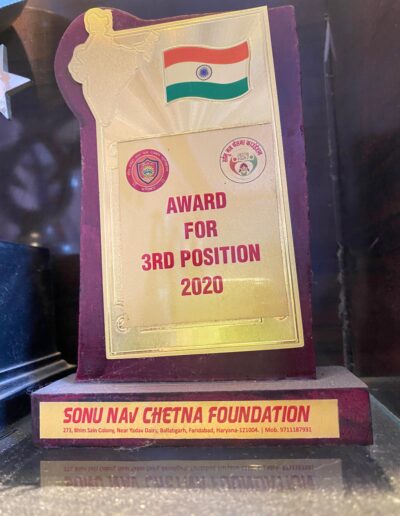 AWARD
FOR
3RD POSITION
2020
SONU NAV CHETNA FOUNDATION
273, Bhim Sain Colony, Near Yadav Dairy, Ballabgarh, Faridabad, Haryana-121004. | Mob. 9711187931